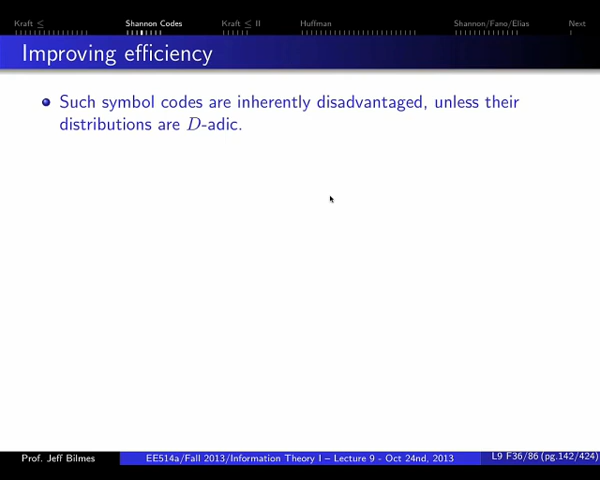 Kraft ≤ Shannon Codes Kraft ≤ II Huffman Shannon/Fano/Elias Next
Improving efficiency
Such symbol codes are inherently disadvantaged, unless their
distributions are D-adic.
Prof. Jeff Bilmes EE514a/Fall 2013/Information Theory I – Lecture 9 - Oct 24nd, 2013 L9 F36/86 (pg.142/424)